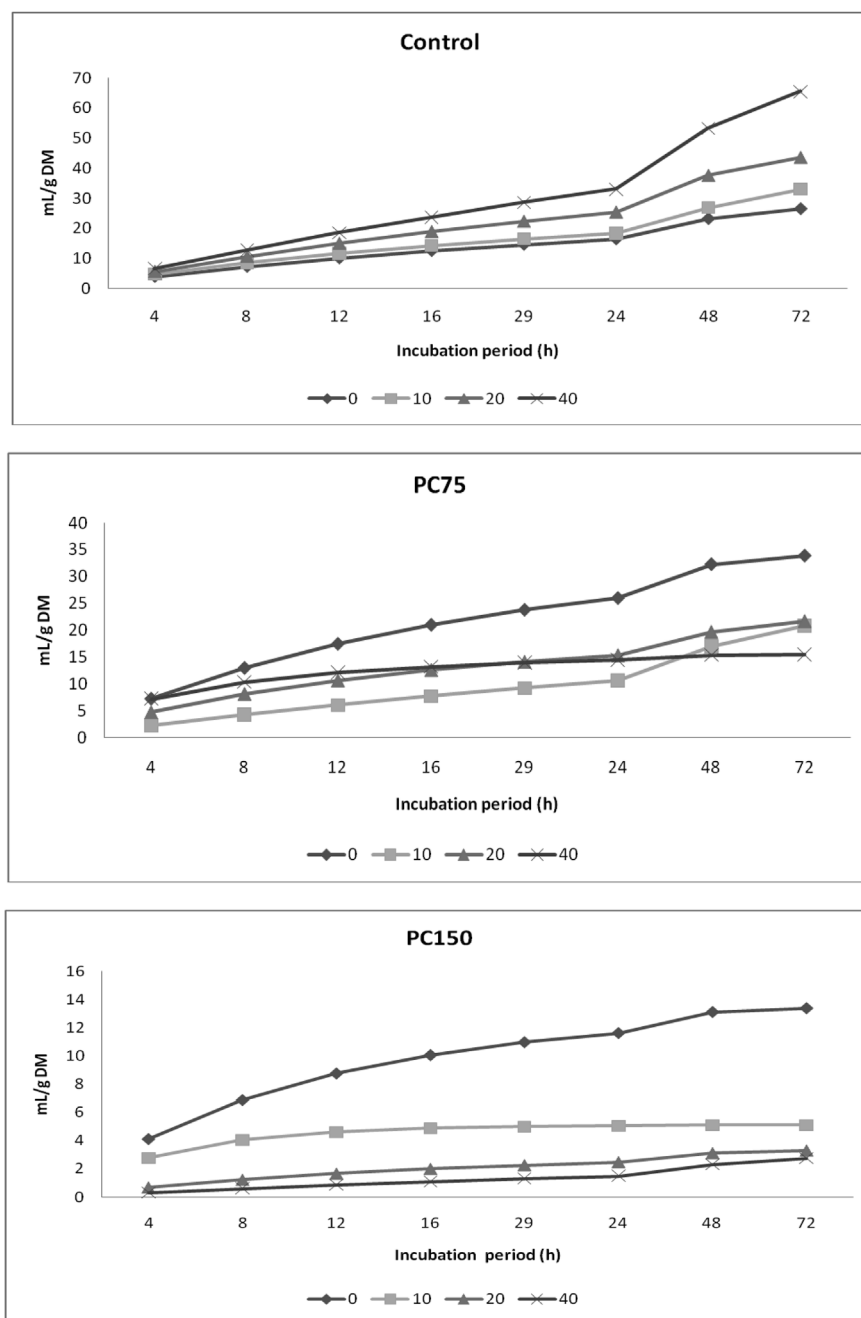 Control
70
60
50
40
30
20
10
0
mL/g DM
4 8 12 16 29 24 48 72
Incubation period (h)
0 10 20 40
PC75
40
35
30
25
20
15
10
5
0
mL/g DM
4 8 12 16 29 24 48 72
Incubation period (h)
0 10 20 40
PC150
16
14
12
10
8
6
4
2
0
mL/g DM
4 8 12 16 29 24 48 72
Incubation period (h)
0 10 20 40